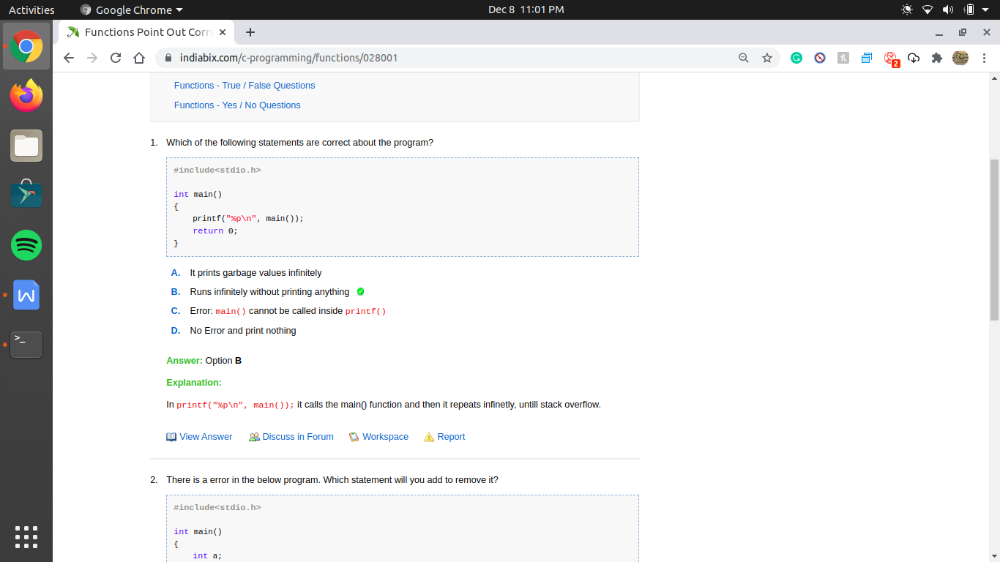 Activities
Google Chrome
Dec 8 11:01 PM
Functions Point Out Corr
indiabix.com/c-programming/functions/028001
2
Functions - True / False Questions
Functions - Yes / No Questions
1. Which of the following statements are correct about the program?
#include<stdio.h>
int main()
{
printf("%p\n", main());
return 0;
}
A. It prints garbage values infinitely
B. Runs infinitely without printing anything
C. Error: main() cannot be called inside printf()
D. No Error and print nothing
Answer: Option B
Explanation:
In printf("%p\n", main()); it calls the main() function and then it repeats infinetly, untill stack overflow.
View Answer Discuss in Forum Workspace Report
2. There is a error in the below program. Which statement will you add to remove it?
#include<stdio.h>
int main()
{
int a;